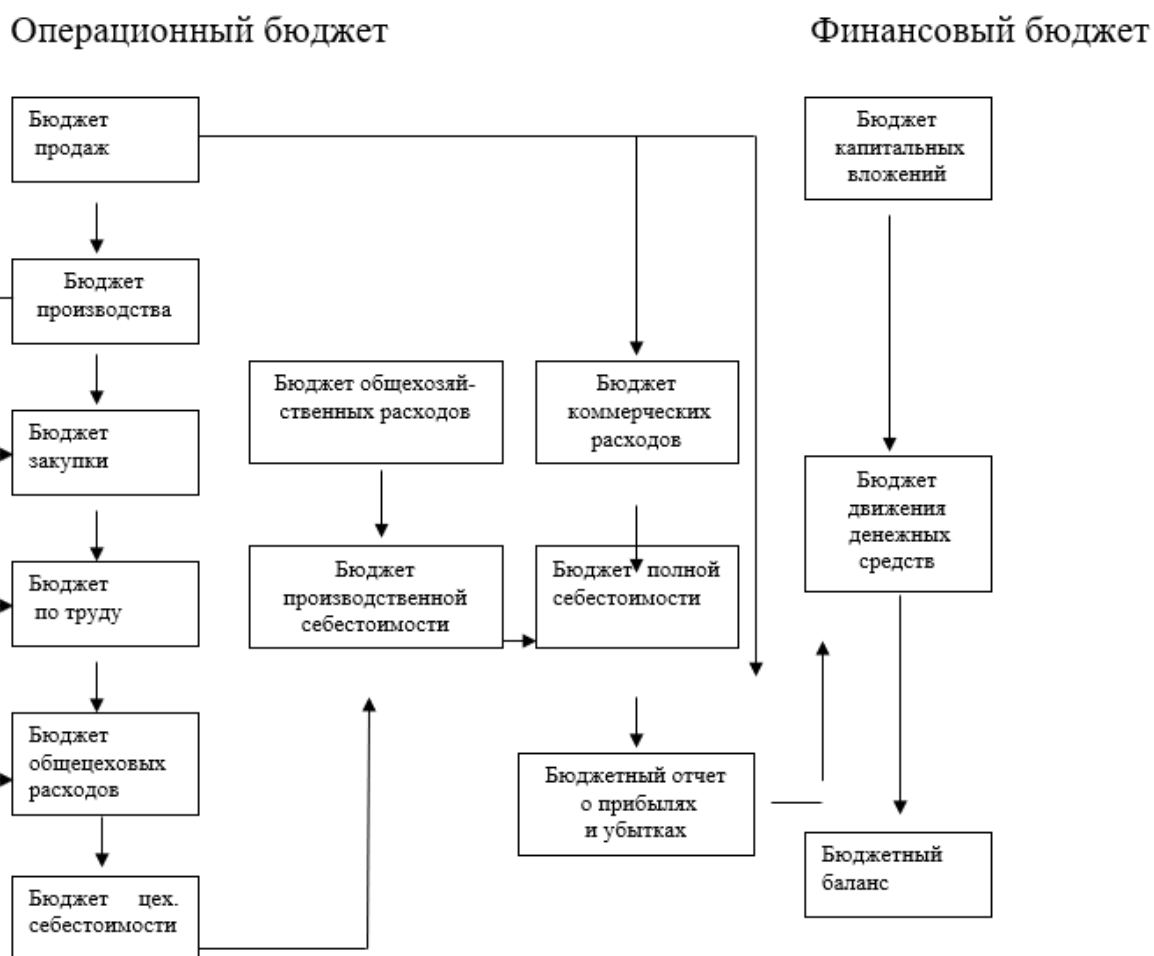 Операционный бюджет
Финансовый бюджет
Бюджет
продаж
Бюджет
капитальных
вложений
Бюджет
производства
Бюджет общехозяй-
ственных расходов
Бюджет
коммерческих
расходов
Бюджет
закупки
Бюджет
движения
денежных
средств
Бюджет
по труду
Бюджет
производственной
себестоимости
Бюджет полной
себестоимости
Бюджет
общецеховых
расходов
Бюджетный отчет
о прибылях
и убытках
Бюджетный
баланс
Бюджет цех.
себестоимости